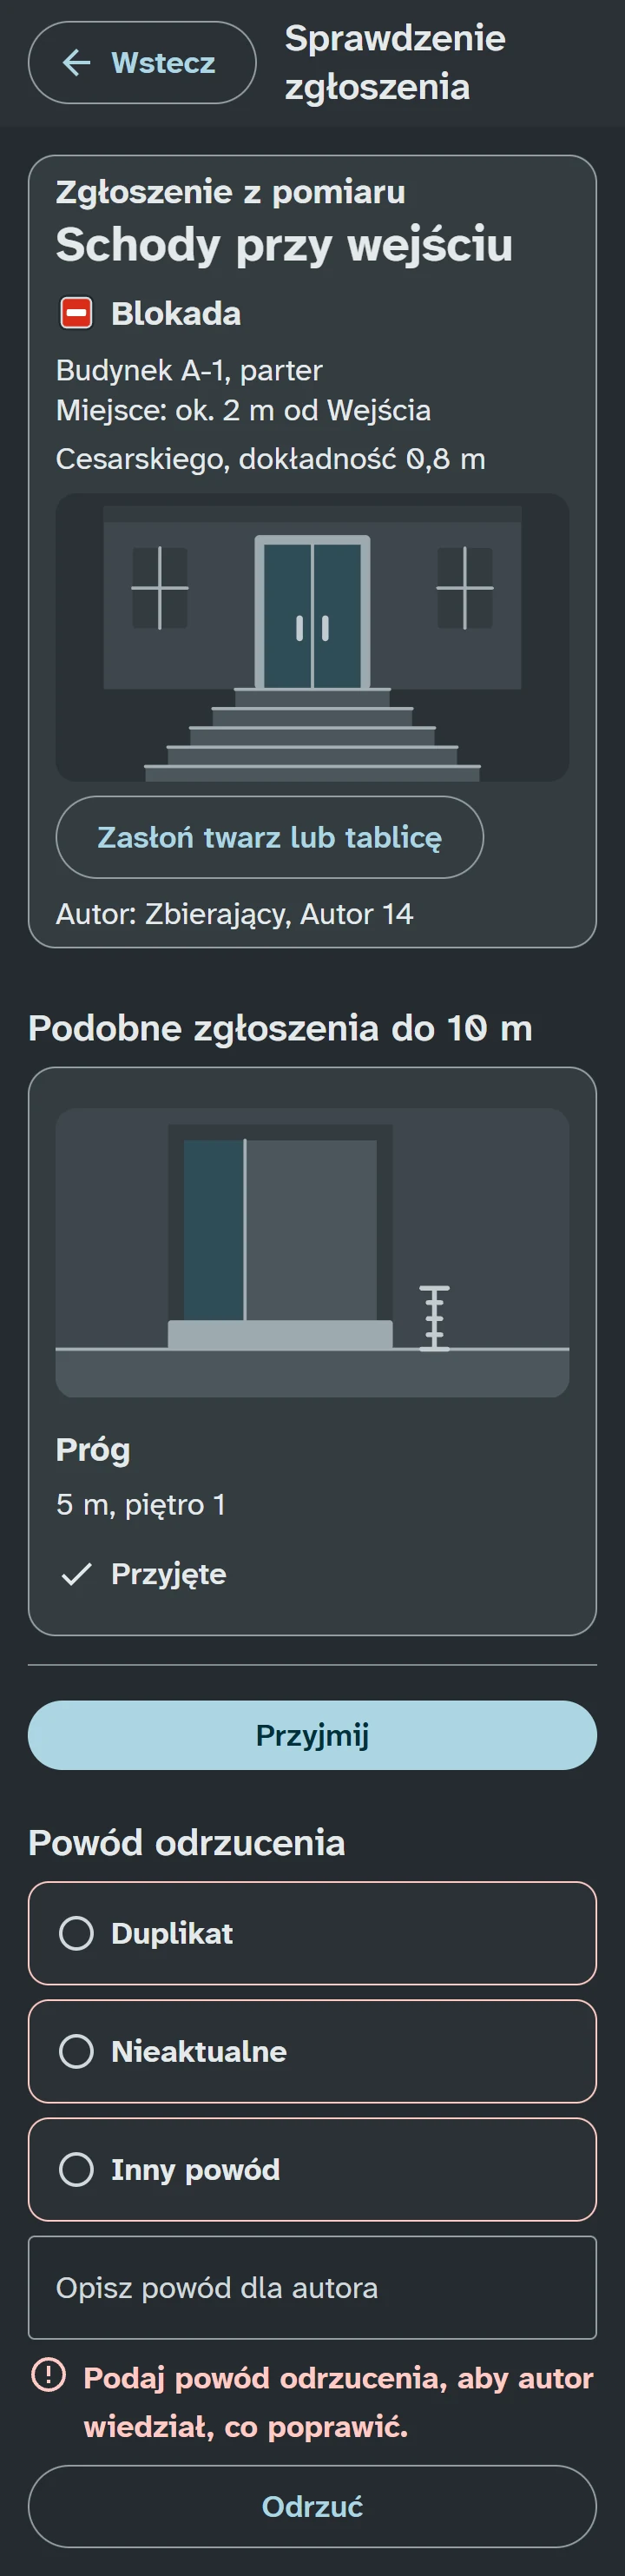 Wstecz
Sprawdzenie
zgłoszenia
Zgłoszenie z pomiaru
Schody przy wejściu
Blokada
Budynek A-1, parter
Miejsce: ok. 2 m od Wejścia
Cesarskiego, dokładność 0,8 m
Zasłoń twarz lub tablicę
Autor: Zbierający, Autor 14
Podobne zgłoszenia do 10 m
Próg
5 m, piętro 1
Przyjęte
Przyjmij
Powód odrzucenia
Duplikat
Nieaktualne
Inny powód
Opisz powód dla autora
Podaj powód odrzucenia, aby autor
wiedział, co poprawić.
Odrzuć